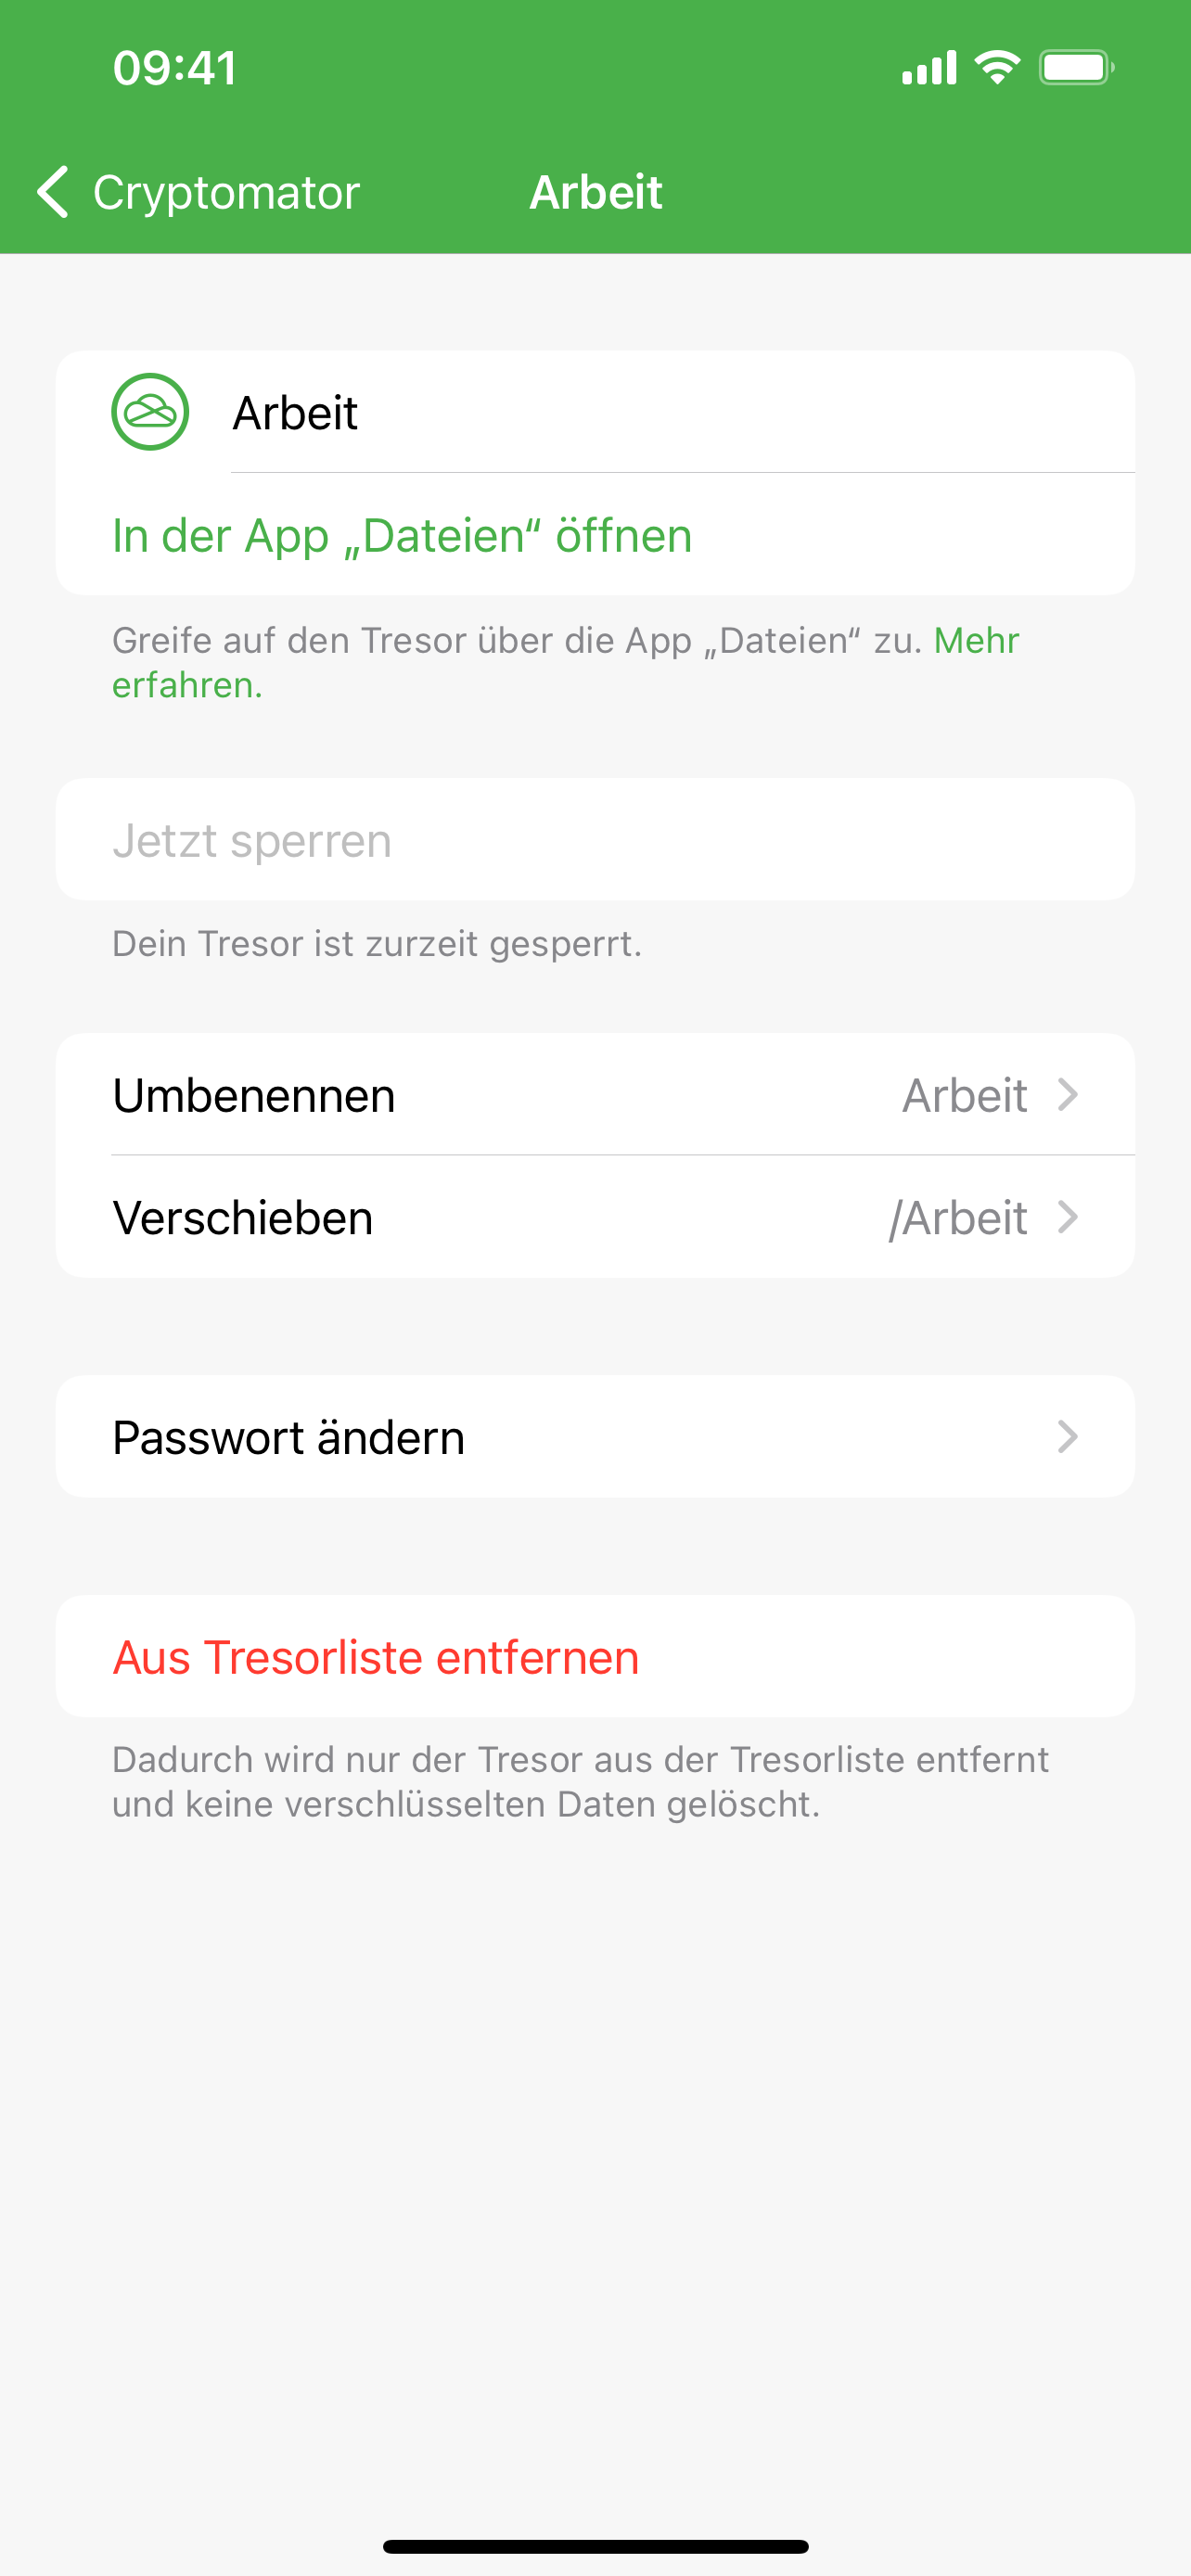 09:41
Cryptomator
Arbeit
Arbeit
In der App „Dateien“ öffnen
Greife auf den Tresor über die App „Dateien“ zu. Mehr
erfahren.
Jetzt sperren
Dein Tresor ist zurzeit gesperrt.
Umbenennen Arbeit
Verschieben /Arbeit
Passwort ändern
Aus Tresorliste entfernen
Dadurch wird nur der Tresor aus der Tresorliste entfernt
und keine verschlüsselten Daten gelöscht.